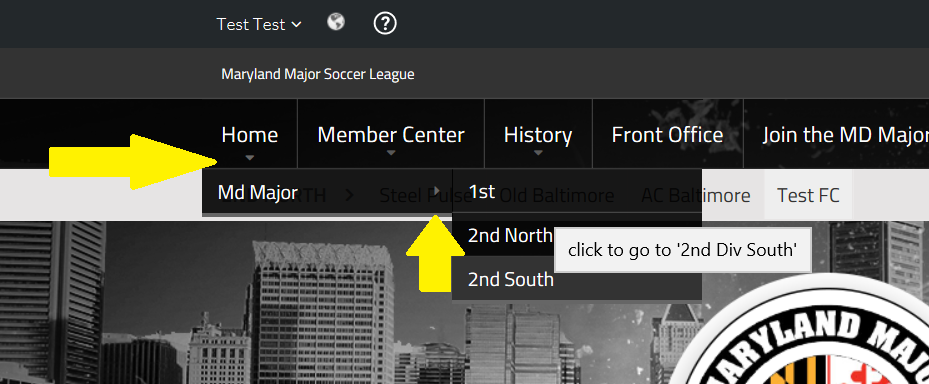 Test Test
Maryland Major Soccer League
Home Member Center History Front Office Join the MD Major
Md Major
1st
RTH Steel Pulse Old Baltimore AC Baltimore Test FC
2nd North
click to go to '2nd Div South'
2nd South
MARYLAND MAJO